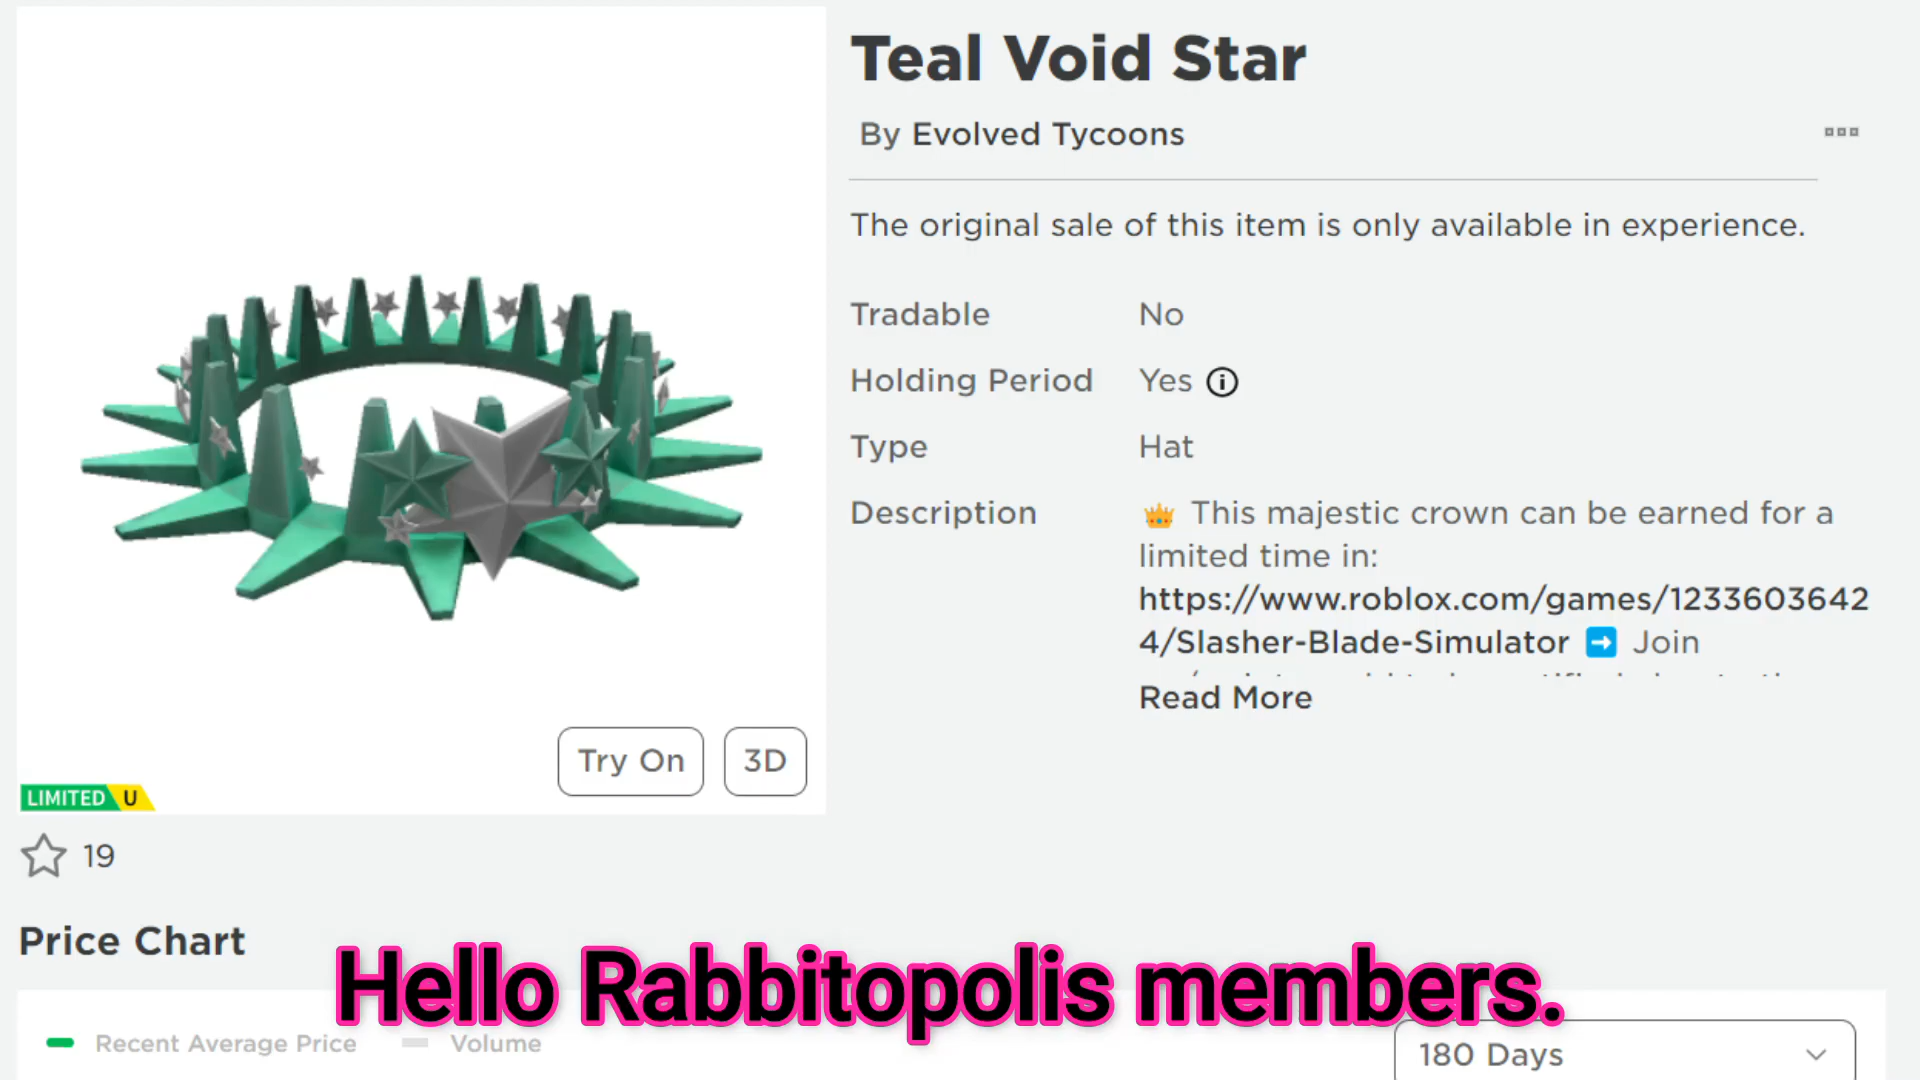 Teal Void Star
By Evolved Tycoons
The original sale of this item is only available in experience.
Tradable No
Holding Period Yes
Type Hat
Description 👑 This majestic crown can be earned for a
limited time in:
https://www.roblox.com/games/1233603642
4/Slasher-Blade-Simulator ➡️ Join
Read More
Try On 3D
LIMITED U
19
Price Chart
Hello Rabbitopolis members.
Recent Average Price Volume
180 Days